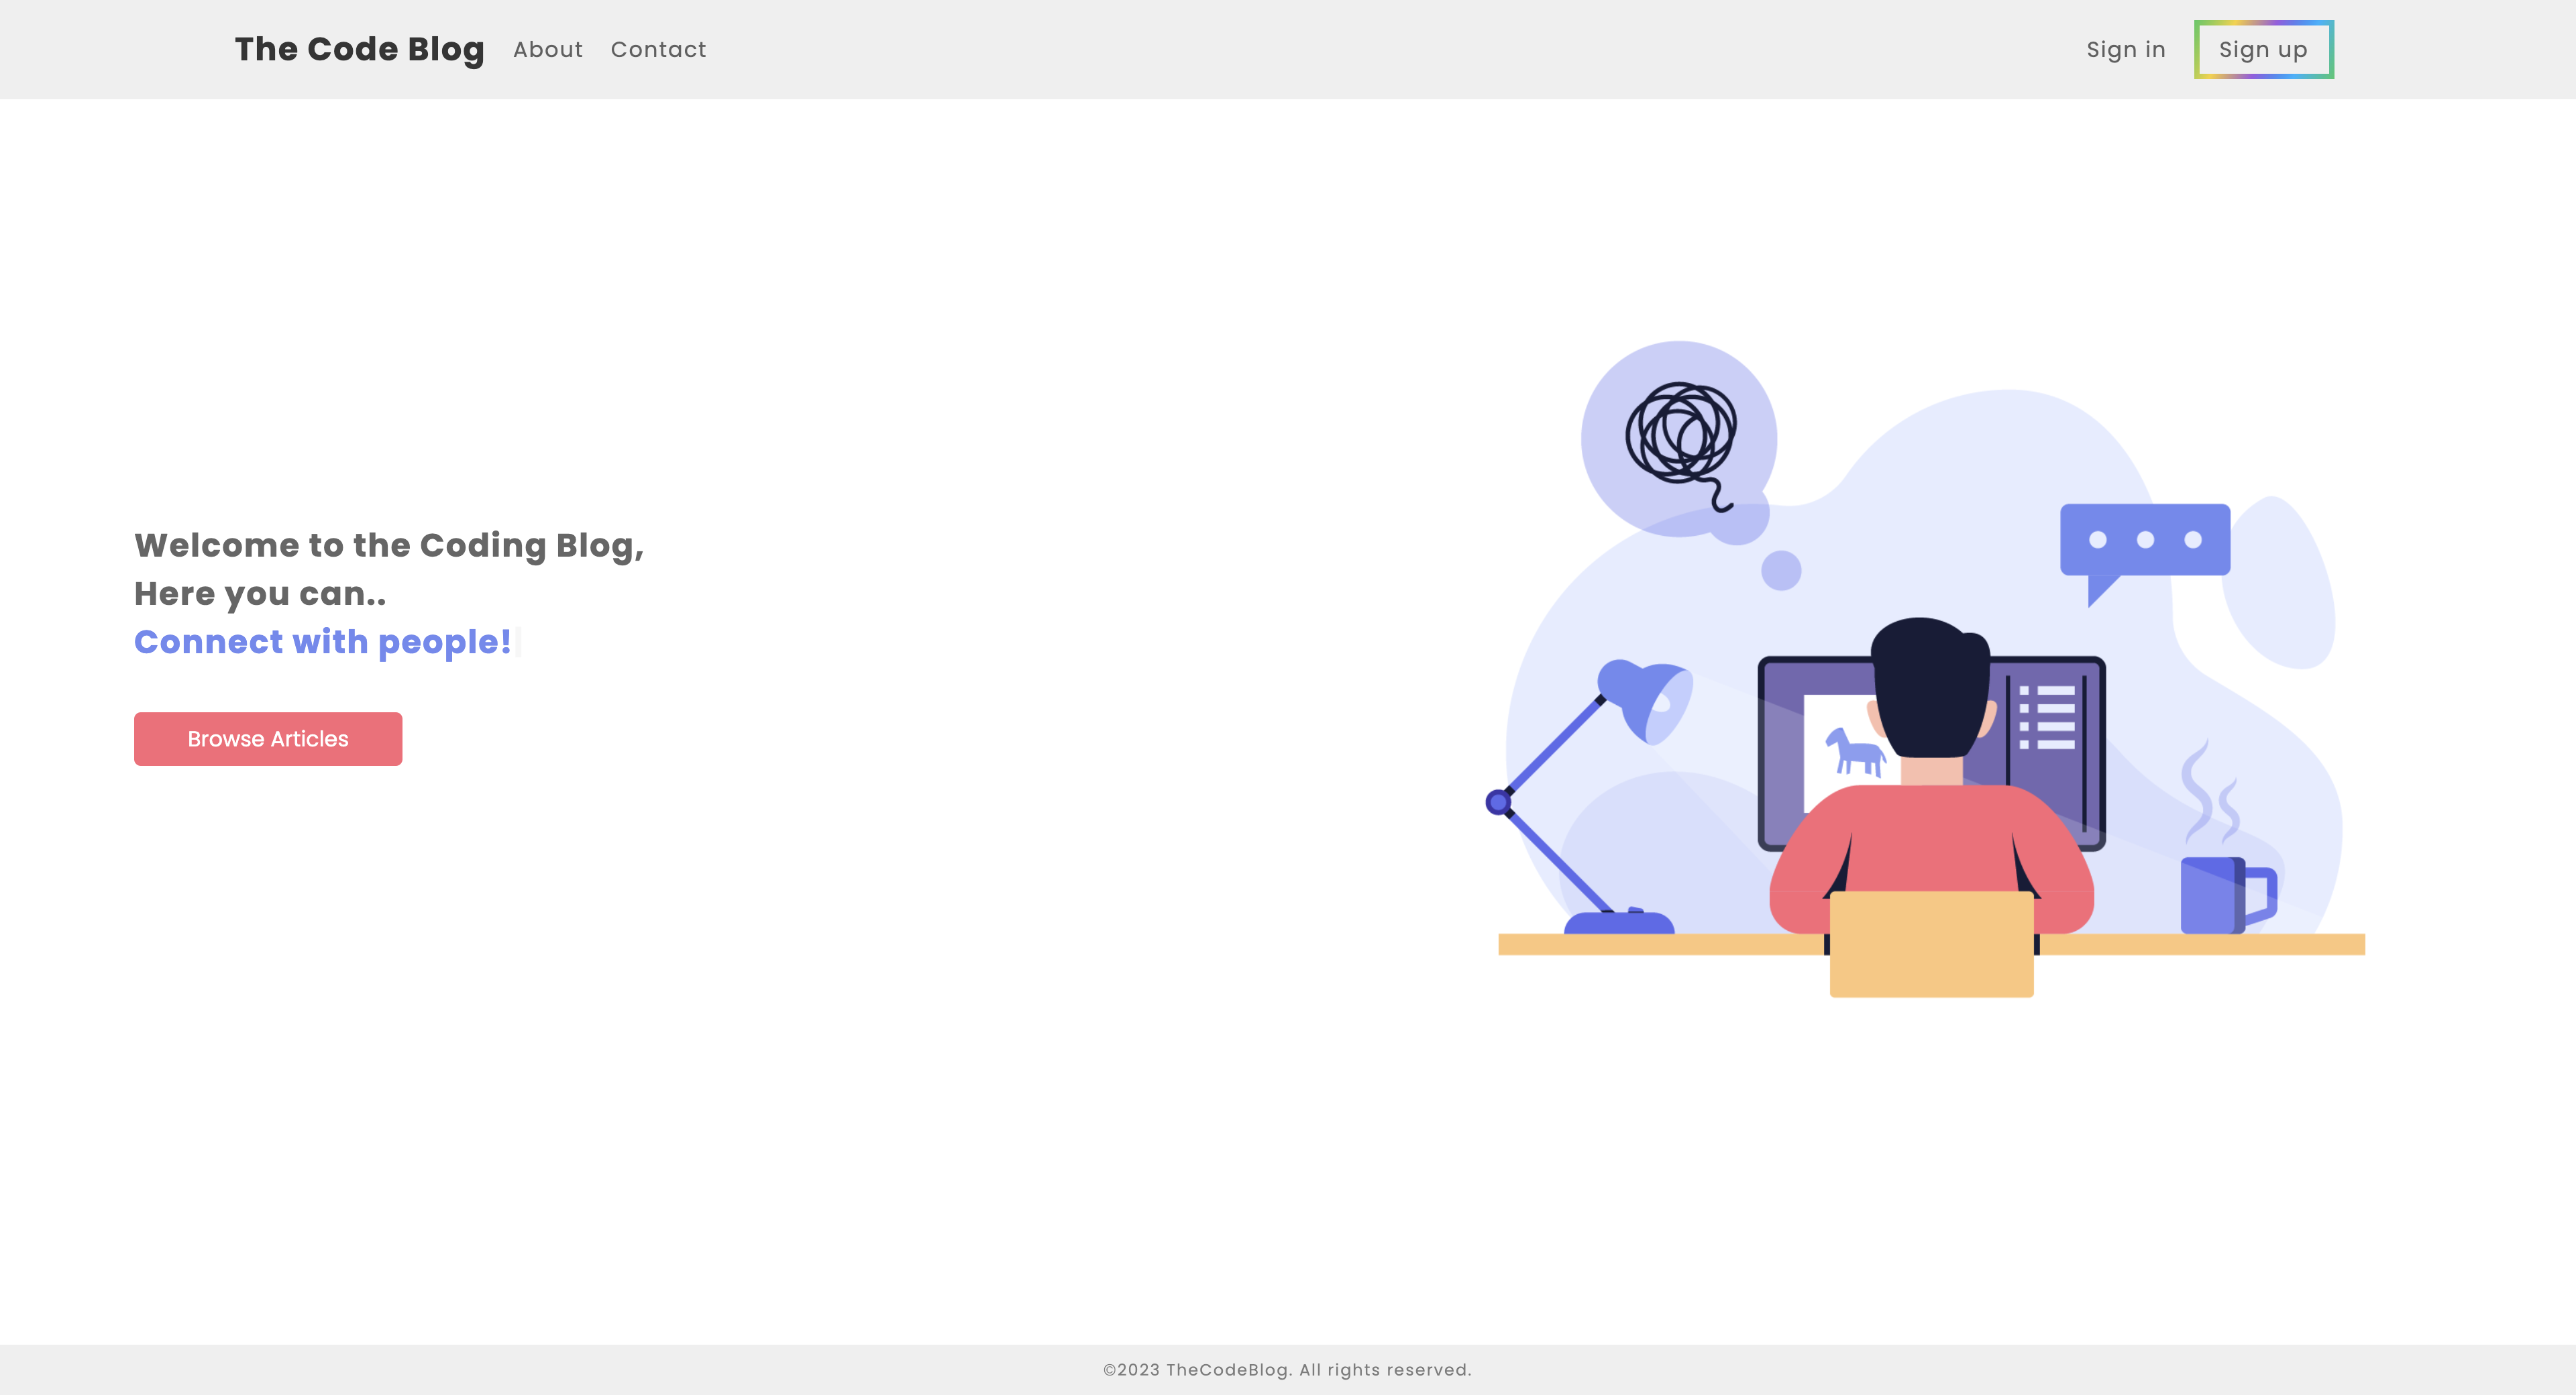 The Code Blog About Contact Sign in Sign up
Welcome to the Coding Blog,
Here you can..
Connect with people!
Browse Articles
©2023 TheCodeBlog. All rights reserved.